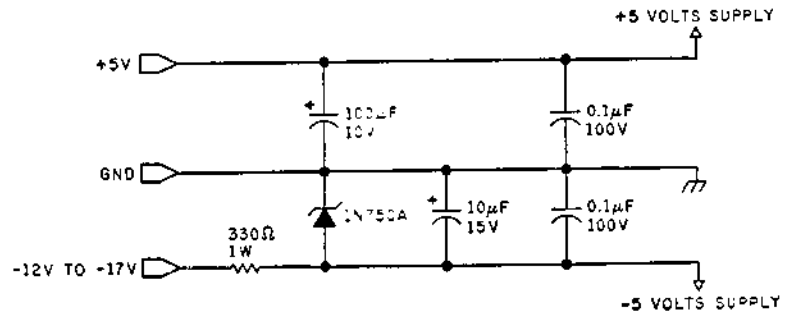 +5 VOLTS SUPPLY
+5V
+
100µF
10V
0.1µF
100V
GND
1N750A
+
10µF
15V
0.1µF
100V
330Ω
1W
-12V TO -17V
-5 VOLTS SUPPLY